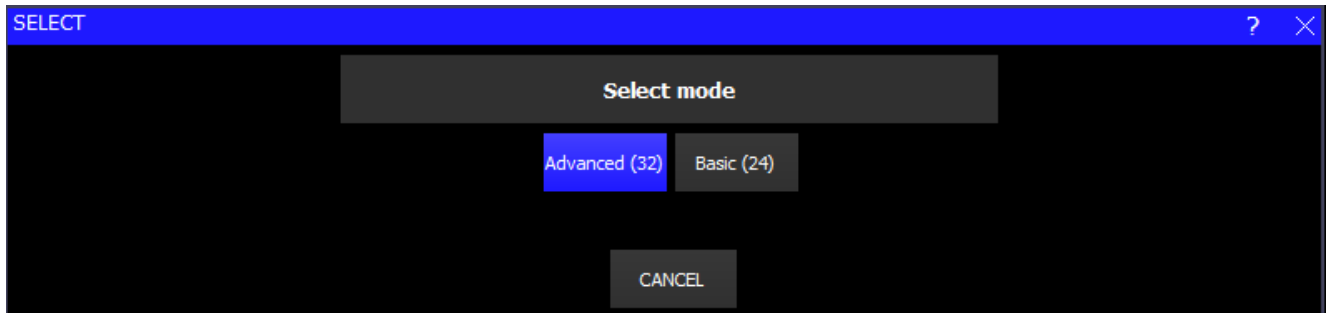 SELECT ?
Select mode
Advanced (32) Basic (24)
CANCEL